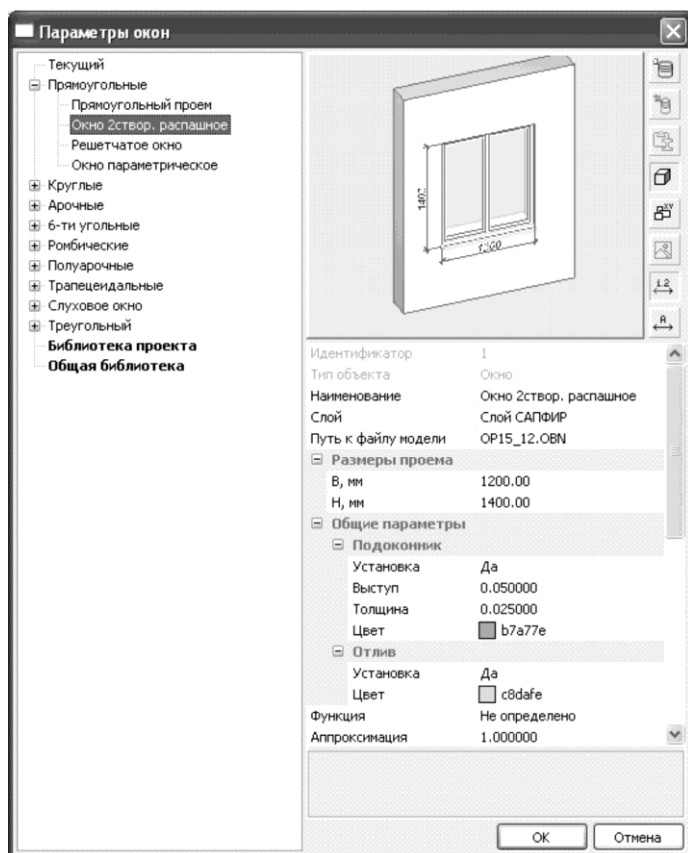 Параметры окон
Текущий
Прямоугольные
Прямоугольный проем
Окно 2створ. распашное
Решетчатое окно
Окно параметрическое
Круглые
Арочные
6-ти угольные
Ромбические
Полуарочные
Трапецеидальные
Слуховое окно
Треугольный
Библиотека проекта
Общая библиотека
1400
1200
XY
1.2
A
Идентификатор 1
Тип объекта Окно
Наименование Окно 2створ. распашное
Слой Слой САПФИР
Путь к файлу модели OP15_12.OBN
Размеры проема
B, мм 1200.00
H, мм 1400.00
Общие параметры
Подоконник
Установка Да
Выступ 0.050000
Толщина 0.025000
Цвет b7a77e
Отлив
Установка Да
Цвет c8dafe
Функция Не определено
Аппроксимация 1.000000
OK Отмена